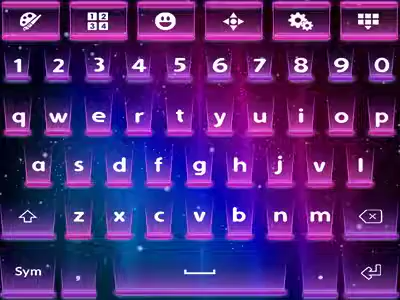 1 2 3 4
1 2 3 4 5 6 7 8 9 0
q w e r t y u i o p
a s d f g h j v l
z x c v b n m
Sym , .